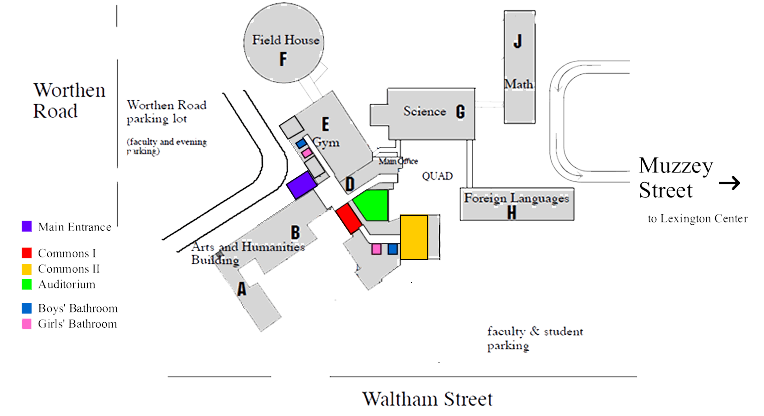 Worthen
Road
Worthen Road
parking lot
(faculty and evening
parking)
Field House
F
E
Gym
D
Main Office
Science G
J
Math
QUAD
Foreign Languages
H
B
Arts and Humanities
Building
A
Muzzey
Street
to Lexington Center
Main Entrance
Commons I
Commons II
Auditorium
Boys' Bathroom
Girls' Bathroom
faculty & student
parking
Waltham Street